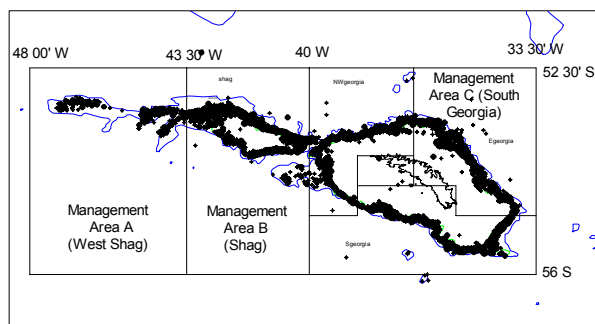 48 00' W
43 30' W
40 W
33 30' W
52 30' S
shag
NWgeorgia
Management
Area C (South
Georgia)
Egeorgia
Management
Area A
(West Shag)
Management
Area B
(Shag)
Sgeorgia
56 S